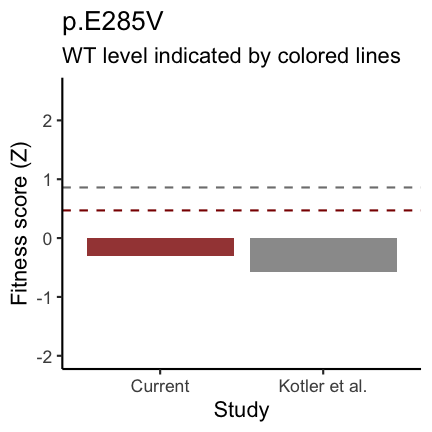 p.E285V
WT level indicated by colored lines
Fitness score (Z)
2
1
0
-1
-2
Current
Kotler et al.
Study